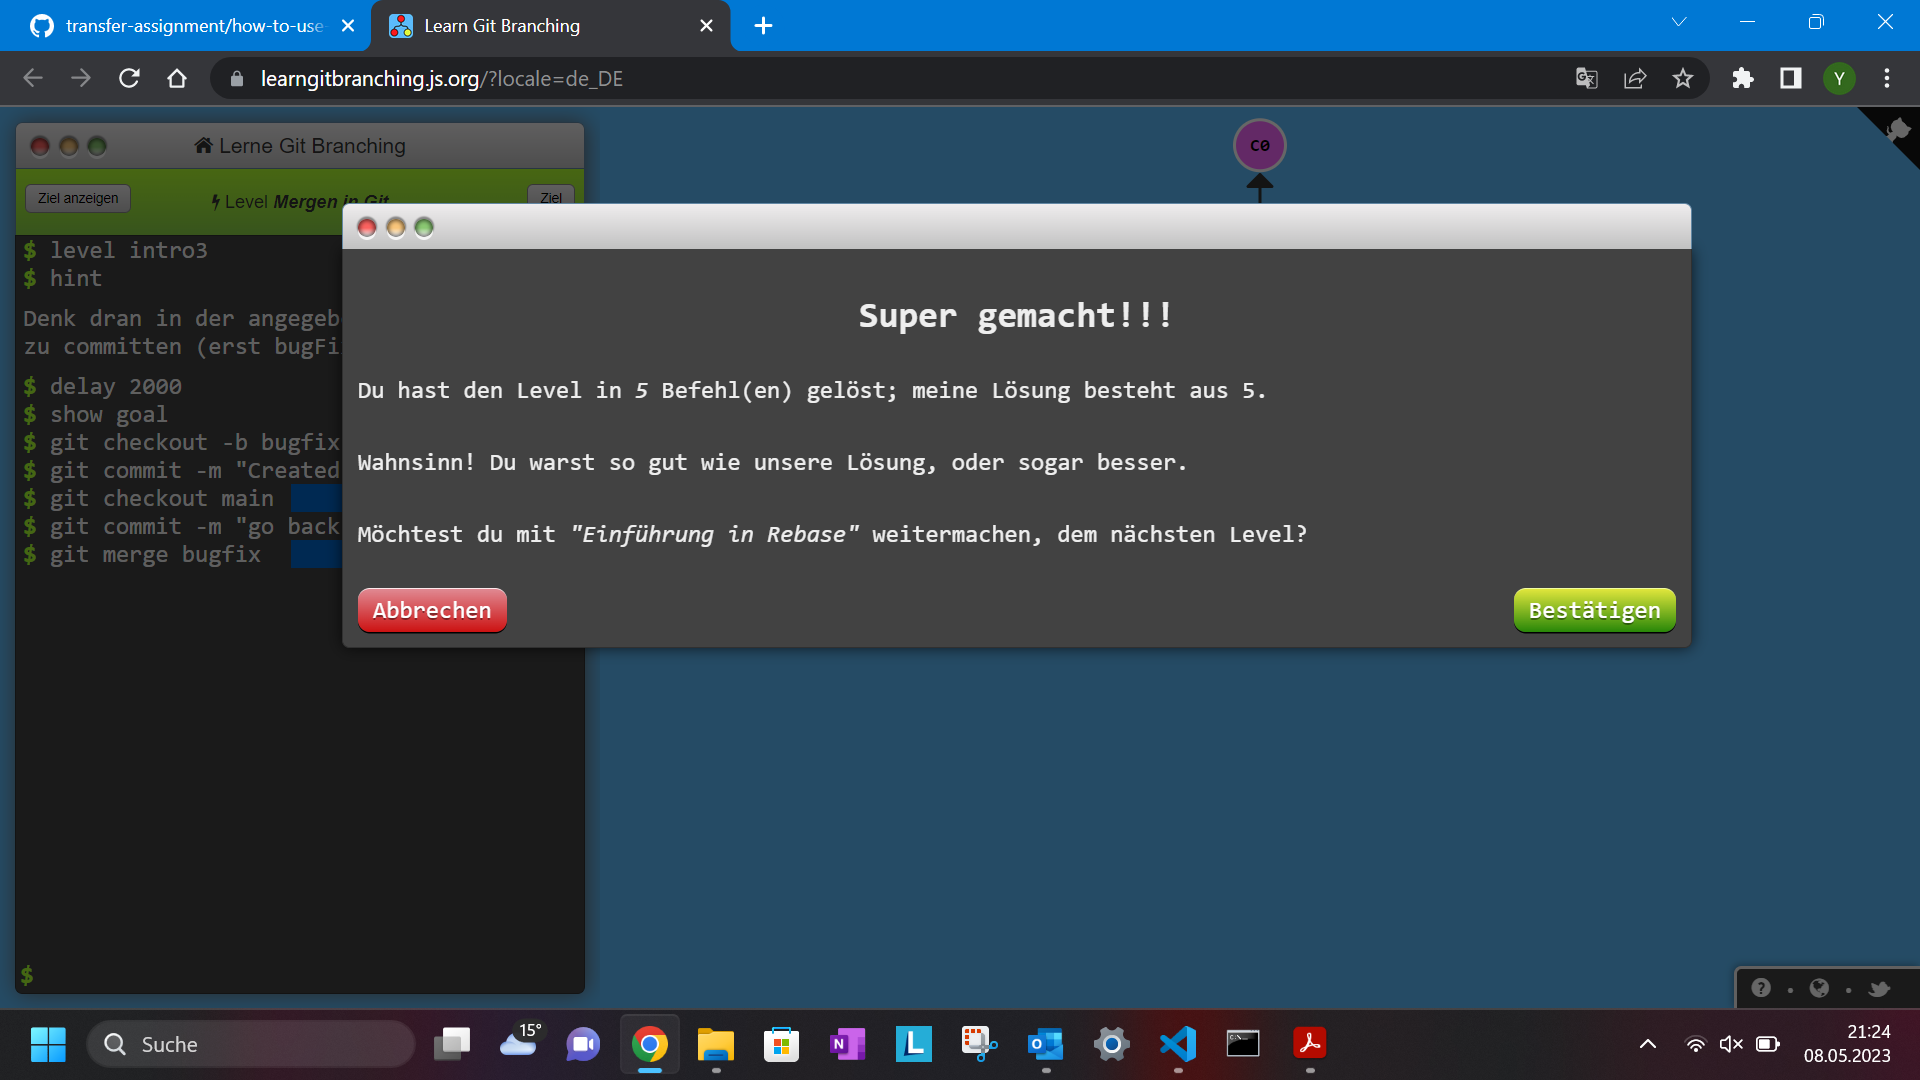 transfer-assignment/how-to-use-
Learn Git Branching
learngitbranching.js.org/?locale=de_DE
Y
Lerne Git Branching
Ziel anzeigen
Level Mergen in Git
Ziel
C0
$ level intro3
$ hint
Denk dran in der
zu committen (erst
$ delay 2000
$ show goal
$ git checkout -b bugfix
$ git commit -m "Created
$ git checkout main
$ git commit -m "go back
$ git merge bugfix
$
Super gemacht!!!
Du hast den Level in 5 Befehl(en) gelöst; meine Lösung besteht aus 5.
Wahnsinn! Du warst so gut wie unsere Lösung, oder sogar besser.
Möchtest du mit "Einführung in Rebase" weitermachen, dem nächsten Level?
Abbrechen
Bestätigen
Suche
15°
21:24
08.05.2023